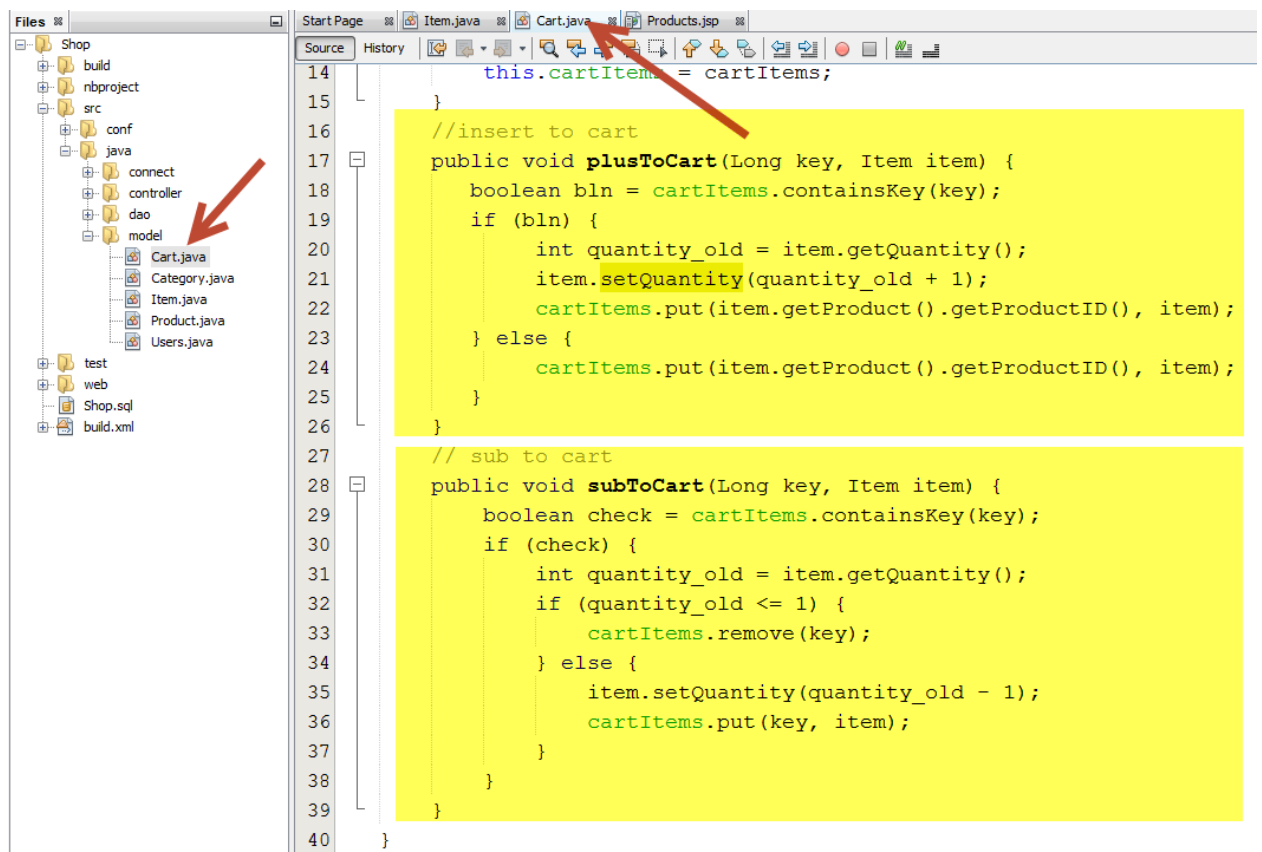 Files
Shop
build
nbproject
src
conf
java
connect
controller
dao
model
Cart.java
Category.java
Item.java
Product.java
Users.java
test
web
Shop.sql
build.xml
Start Page Item.java Cart.java Products.jsp
Source History
14 this.cartItems = cartItems;
15 }
16 //insert to cart
17 public void plusToCart(Long key, Item item) {
18 boolean bln = cartItems.containsKey(key);
19 if (bln) {
20 int quantity_old = item.getQuantity();
21 item.setQuantity(quantity_old + 1);
22 cartItems.put(item.getProduct().getProductID(), item);
23 } else {
24 cartItems.put(item.getProduct().getProductID(), item);
25 }
26 }
27 // sub to cart
28 public void subToCart(Long key, Item item) {
29 boolean check = cartItems.containsKey(key);
30 if (check) {
31 int quantity_old = item.getQuantity();
32 if (quantity_old <= 1) {
33 cartItems.remove(key);
34 } else {
35 item.setQuantity(quantity_old - 1);
36 cartItems.put(key, item);
37 }
38 }
39 }
40 }